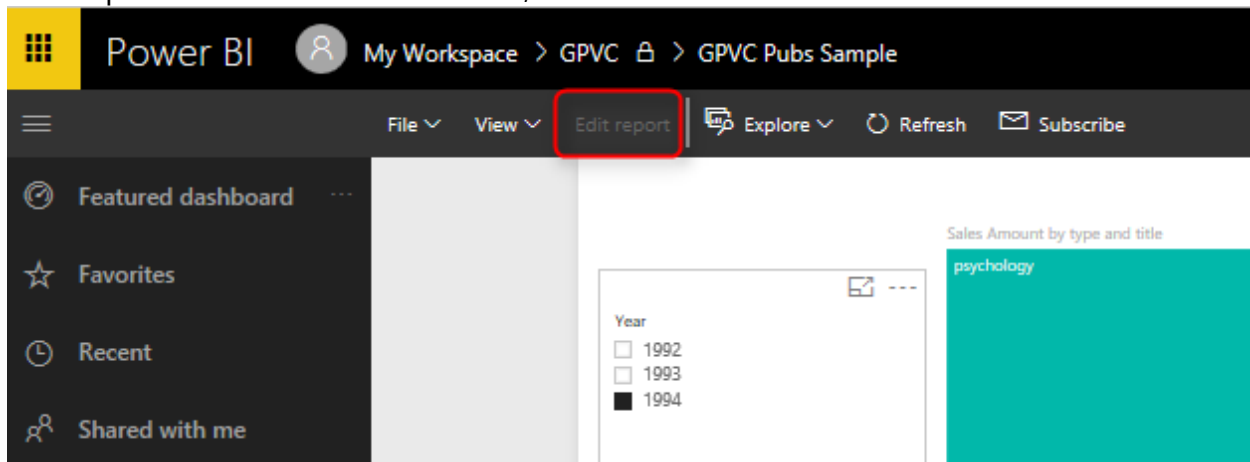 Power BI My Workspace > GPVC > GPVC Pubs Sample
File View Edit report Explore Refresh Subscribe
Featured dashboard ...
Sales Amount by type and title
psychology
Favorites
Year
1992
Recent
1993
1994
Shared with me